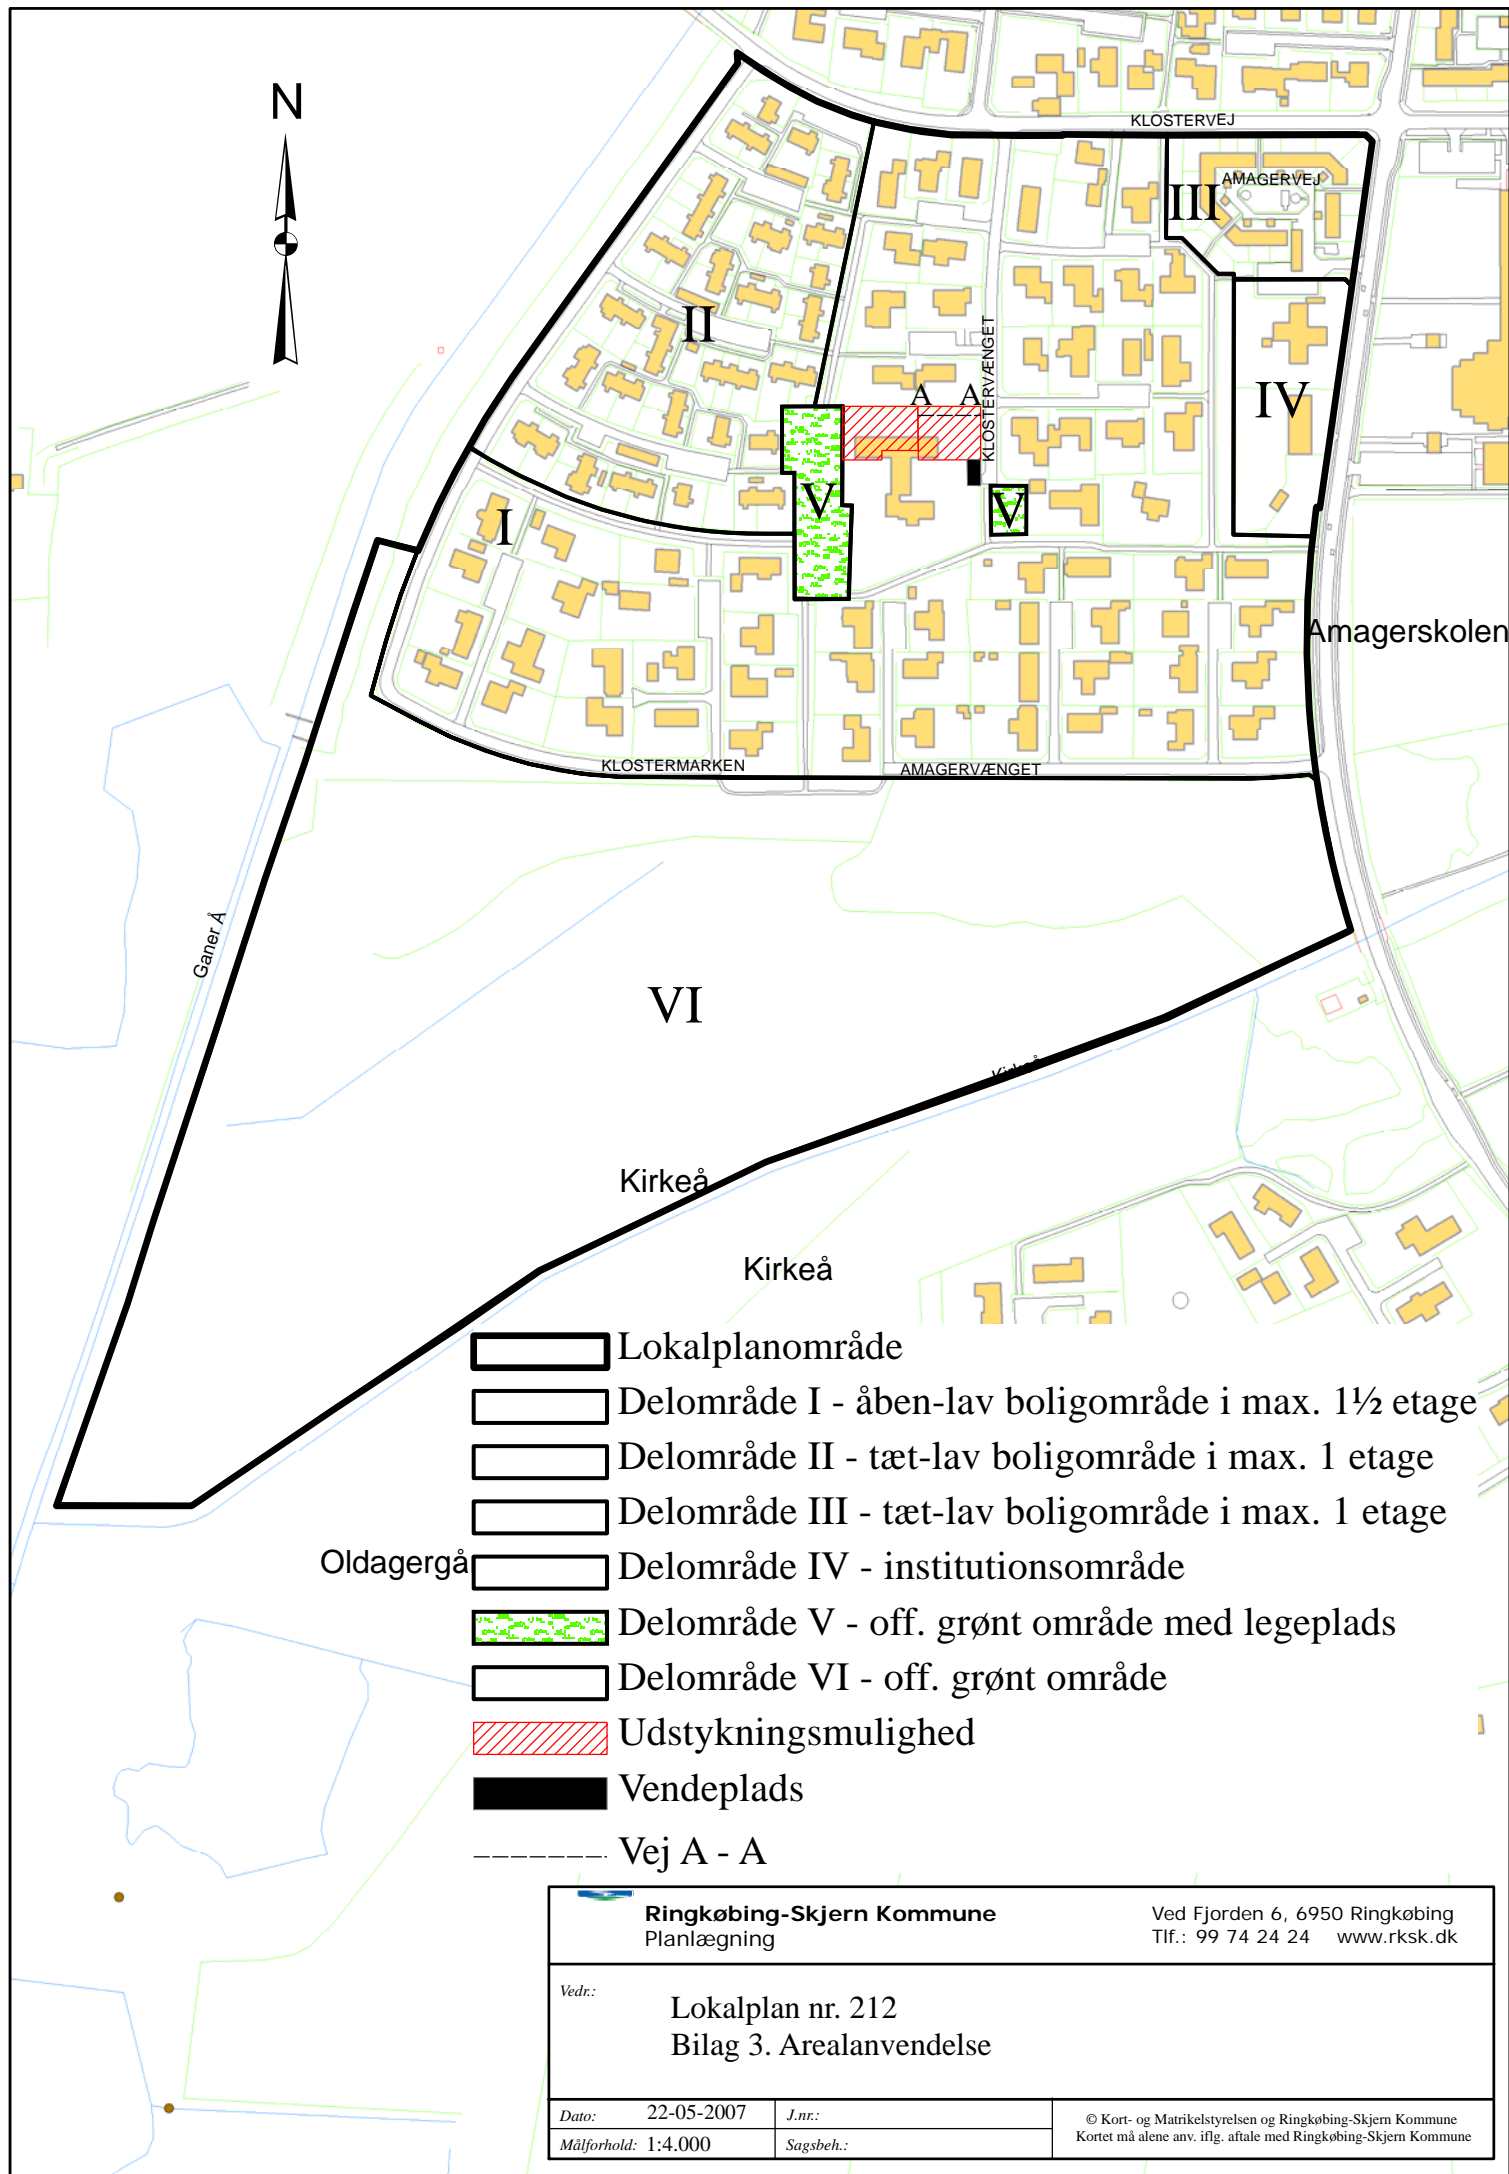 N
KLOSTERVEJ
AMAGERVEJ
III
II
KLOSTERVÆNGET
A A
IV
V
V
I
Amagerskolen
KLOSTERMARKEN
AMAGERVÆNGET
Ganer Å
VI
Kirkeå
Kirkeå
Kirkeå
Lokalplanområde
Delområde I - åben-lav boligområde i max. 1½ etage
Delområde II - tæt-lav boligområde i max. 1 etage
Delområde III - tæt-lav boligområde i max. 1 etage
Oldagergå
Delområde IV - institutionsområde
Delområde V - off. grønt område med legeplads
Delområde VI - off. grønt område
Udstykningsmulighed
Vendeplads
Vej A - A
Ringkøbing-Skjern Kommune
Planlægning
Ved Fjorden 6, 6950 Ringkøbing
Tlf.: 99 74 24 24 www.rksk.dk
Vedr.:
Lokalplan nr. 212
Bilag 3. Arealanvendelse
Dato: 22-05-2007
J.nr.:
Målforhold: 1:4.000
Sagsbeh.:
© Kort- og Matrikelstyrelsen og Ringkøbing-Skjern Kommune
Kortet må alene anv. iflg. aftale med Ringkøbing-Skjern Kommune